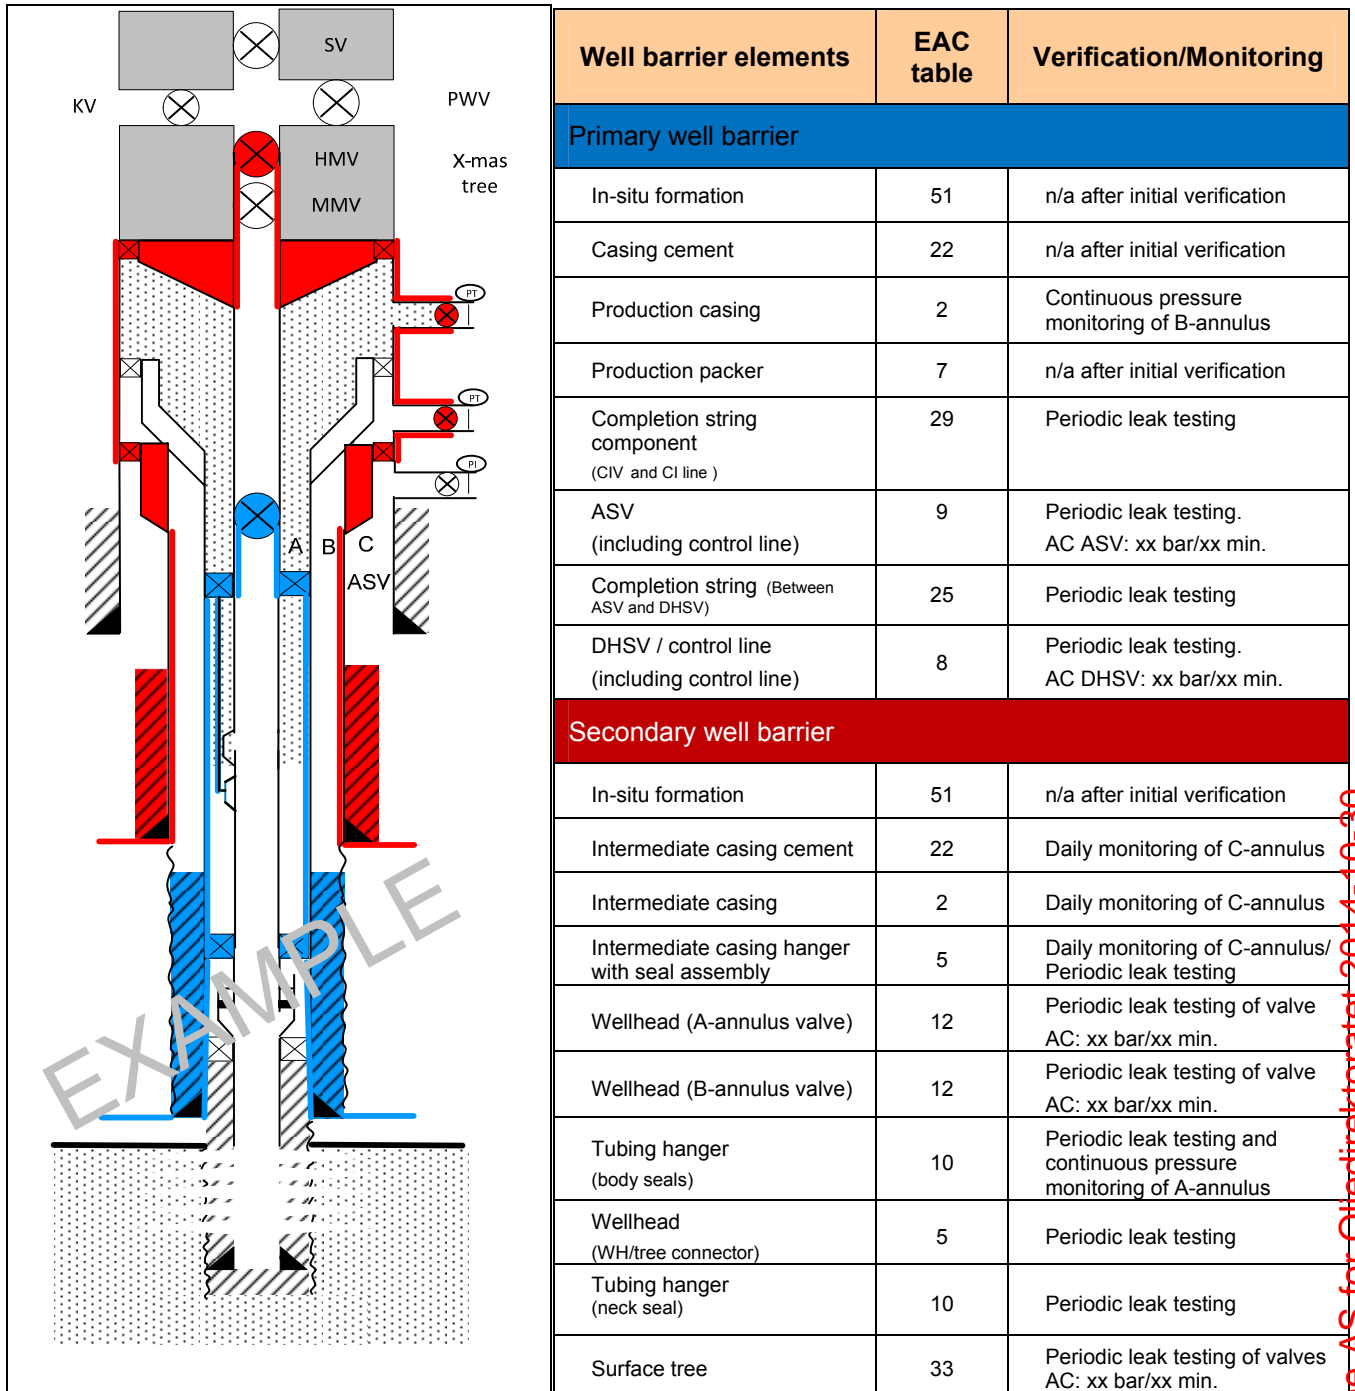 SV
KV
PWV
HMV
X-mas
tree
MMV
PT
PT
PI
A
B
C
ASV
EXAMPLE
Well barrier elements
EAC
table
Verification/Monitoring
Primary well barrier
In-situ formation
51
n/a after initial verification
Casing cement
22
n/a after initial verification
Production casing
2
Continuous pressure
monitoring of B-annulus
Production packer
7
n/a after initial verification
Completion string
component
(CIV and CI line )
29
Periodic leak testing
ASV
(including control line)
9
Periodic leak testing.
AC ASV: xx bar/xx min.
Completion string (Between
ASV and DHSV)
25
Periodic leak testing
DHSV / control line
(including control line)
8
Periodic leak testing.
AC DHSV: xx bar/xx min.
Secondary well barrier
In-situ formation
51
n/a after initial verification
Intermediate casing cement
22
Daily monitoring of C-annulus
Intermediate casing
2
Daily monitoring of C-annulus
Intermediate casing hanger
with seal assembly
5
Daily monitoring of C-annulus/
Periodic leak testing
Wellhead (A-annulus valve)
12
Periodic leak testing of valve
AC: xx bar/xx min.
Wellhead (B-annulus valve)
12
Periodic leak testing of valve
AC: xx bar/xx min.
Tubing hanger
(body seals)
10
Periodic leak testing and
continuous pressure
monitoring of A-annulus
Wellhead
(WH/tree connector)
5
Periodic leak testing
Tubing hanger
(neck seal)
10
Periodic leak testing
Surface tree
33
Periodic leak testing of valves
AC: xx bar/xx min.
AS for Oljedirektoratet 2014-10-30